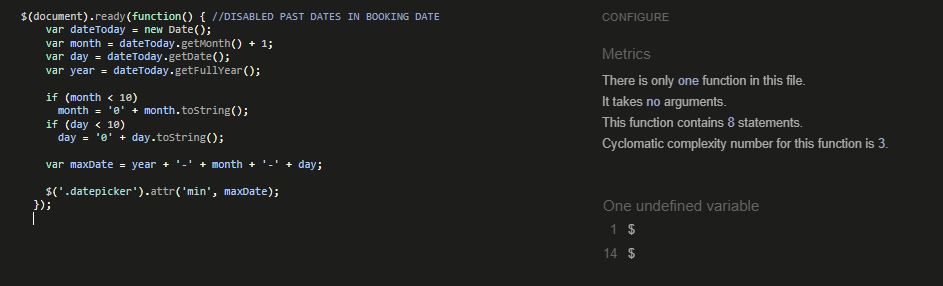 $(document).ready(function() { //DISABLED PAST DATES IN BOOKING DATE
var dateToday = new Date();
var month = dateToday.getMonth() + 1;
var day = dateToday.getDate();
var year = dateToday.getFullYear();
if (month < 10)
month = '0' + month.toString();
if (day < 10)
day = '0' + day.toString();
var maxDate = year + '-' + month + '-' + day;
$('.datepicker').attr('min', maxDate);
});
CONFIGURE
Metrics
There is only one function in this file.
It takes no arguments.
This function contains 8 statements.
Cyclomatic complexity number for this function is 3.
One undefined variable
1 $
14 $